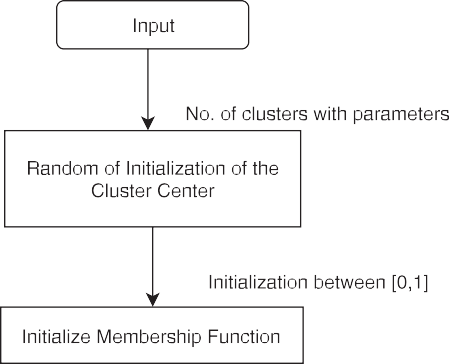 Input
No. of clusters with parameters
Random of Initialization of the
Cluster Center
Initialization between [0,1]
Initialize Membership Function